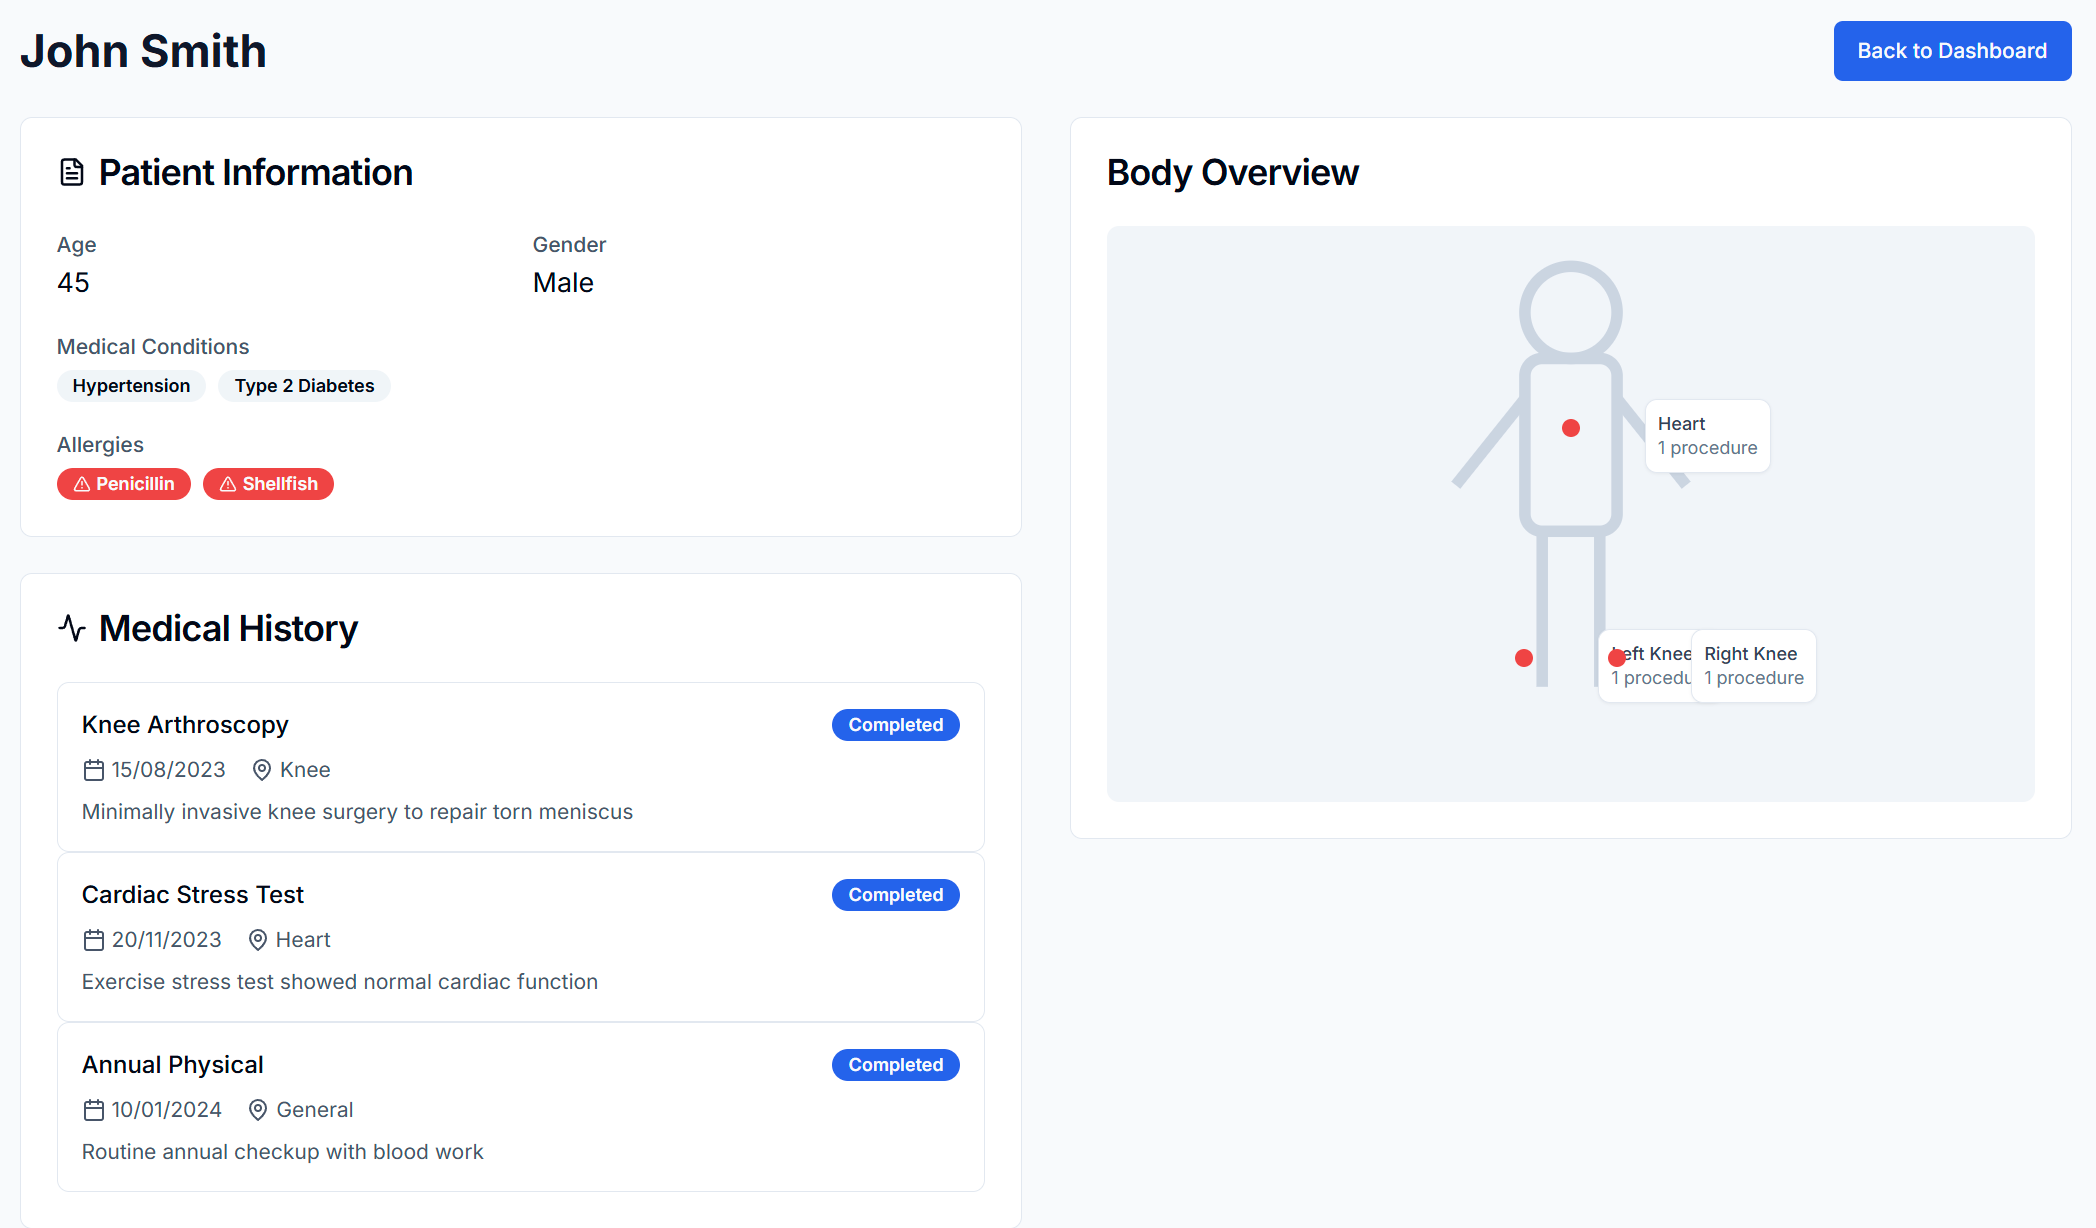 John Smith
Back to Dashboard
Patient Information
Age
45
Gender
Male
Medical Conditions
Hypertension
Type 2 Diabetes
Allergies
Penicillin
Shellfish
Medical History
Knee Arthroscopy
Completed
15/08/2023
Knee
Minimally invasive knee surgery to repair torn meniscus
Cardiac Stress Test
Completed
20/11/2023
Heart
Exercise stress test showed normal cardiac function
Annual Physical
Completed
10/01/2024
General
Routine annual checkup with blood work
Body Overview
Heart
1 procedure
Left Knee
1 procedu
Right Knee
1 procedure